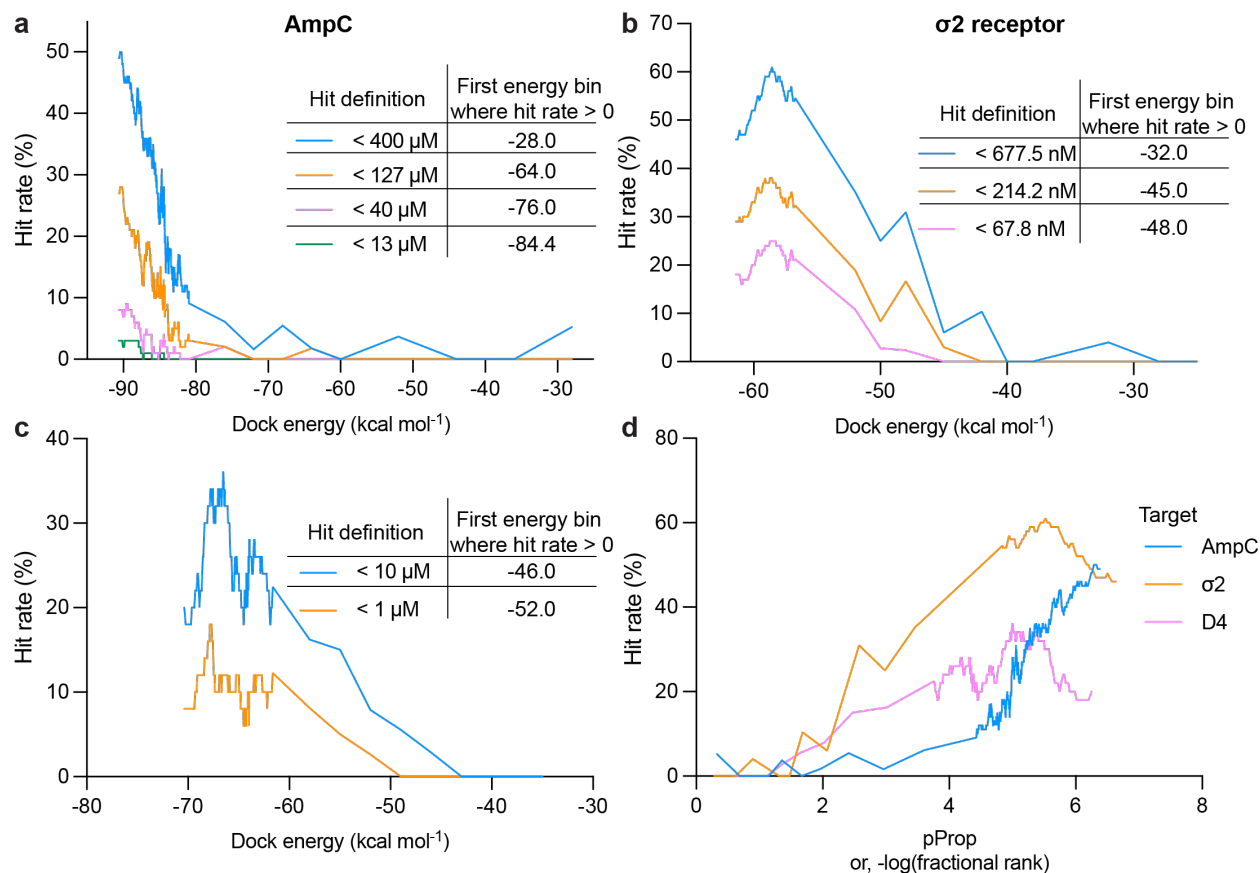 a
AmpC
50
40
30
20
10
0
Hit rate (%)
Hit definition
First energy bin
where hit rate > 0
< 400 µM
-28.0
< 127 µM
-64.0
< 40 µM
-76.0
< 13 µM
-84.4
-90
-80
-70
-60
-50
-40
-30
Dock energy (kcal mol⁻¹)
b
σ2 receptor
70
60
50
40
30
20
10
0
Hit rate (%)
Hit definition
First energy bin
where hit rate > 0
< 677.5 nM
-32.0
< 214.2 nM
-45.0
< 67.8 nM
-48.0
-60
-50
-40
-30
Dock energy (kcal mol⁻¹)
c
40
30
20
10
0
Hit rate (%)
Hit definition
First energy bin
where hit rate > 0
< 10 µM
-46.0
< 1 µM
-52.0
-80
-70
-60
-50
-40
-30
Dock energy (kcal mol⁻¹)
d
80
60
40
20
0
Hit rate (%)
Target
AmpC
σ2
D4
0
2
4
6
8
pProp
or, -log(fractional rank)